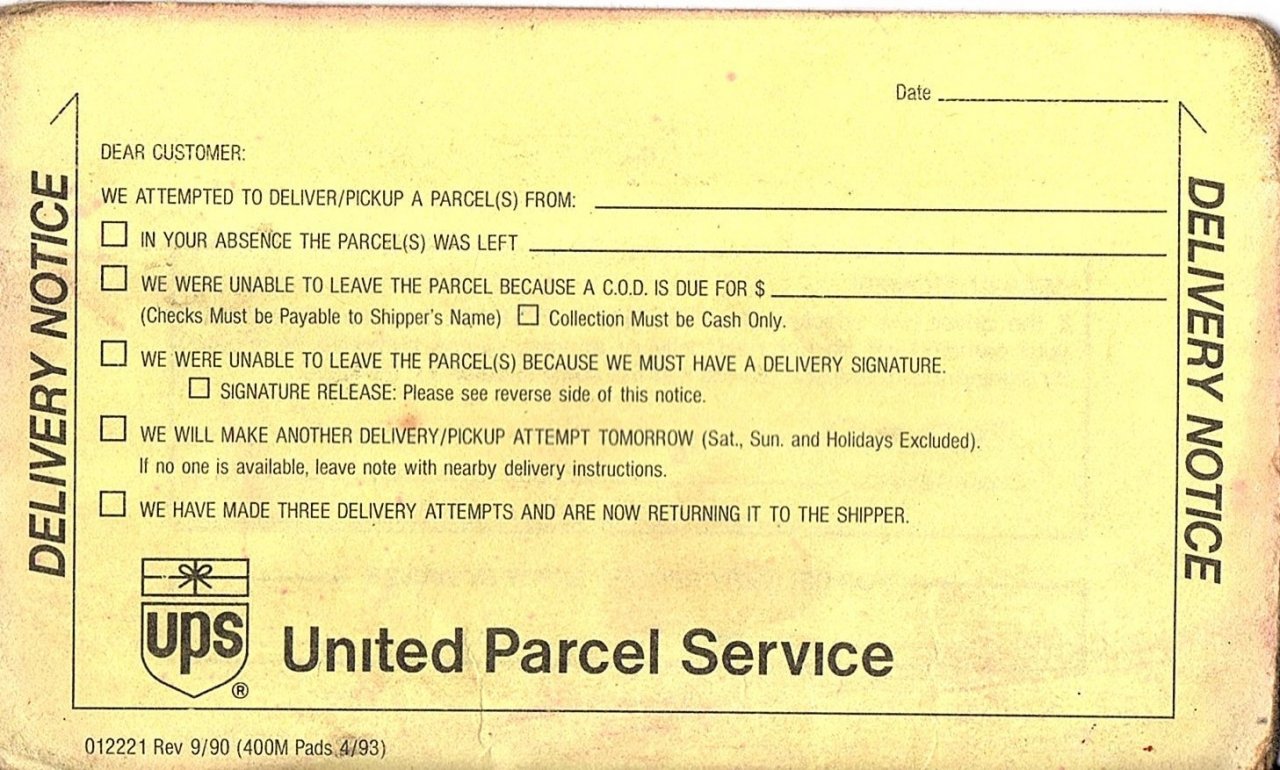 Date
DEAR CUSTOMER:
WE ATTEMPTED TO DELIVER/PICKUP A PARCEL(S) FROM:
IN YOUR ABSENCE THE PARCEL(S) WAS LEFT
WE WERE UNABLE TO LEAVE THE PARCEL BECAUSE A C.O.D. IS DUE FOR $
(Checks Must be Payable to Shipper's Name) Collection Must be Cash Only.
WE WERE UNABLE TO LEAVE THE PARCEL(S) BECAUSE WE MUST HAVE A DELIVERY SIGNATURE.
SIGNATURE RELEASE: Please see reverse side of this notice.
WE WILL MAKE ANOTHER DELIVERY/PICKUP ATTEMPT TOMORROW (Sat., Sun. and Holidays Excluded).
If no one is available, leave note with nearby delivery instructions.
WE HAVE MADE THREE DELIVERY ATTEMPTS AND ARE NOW RETURNING IT TO THE SHIPPER.
DELIVERY NOTICE
DELIVERY NOTICE
ups ®
United Parcel Service
012221 Rev 9/90 (400M Pads 4/93)